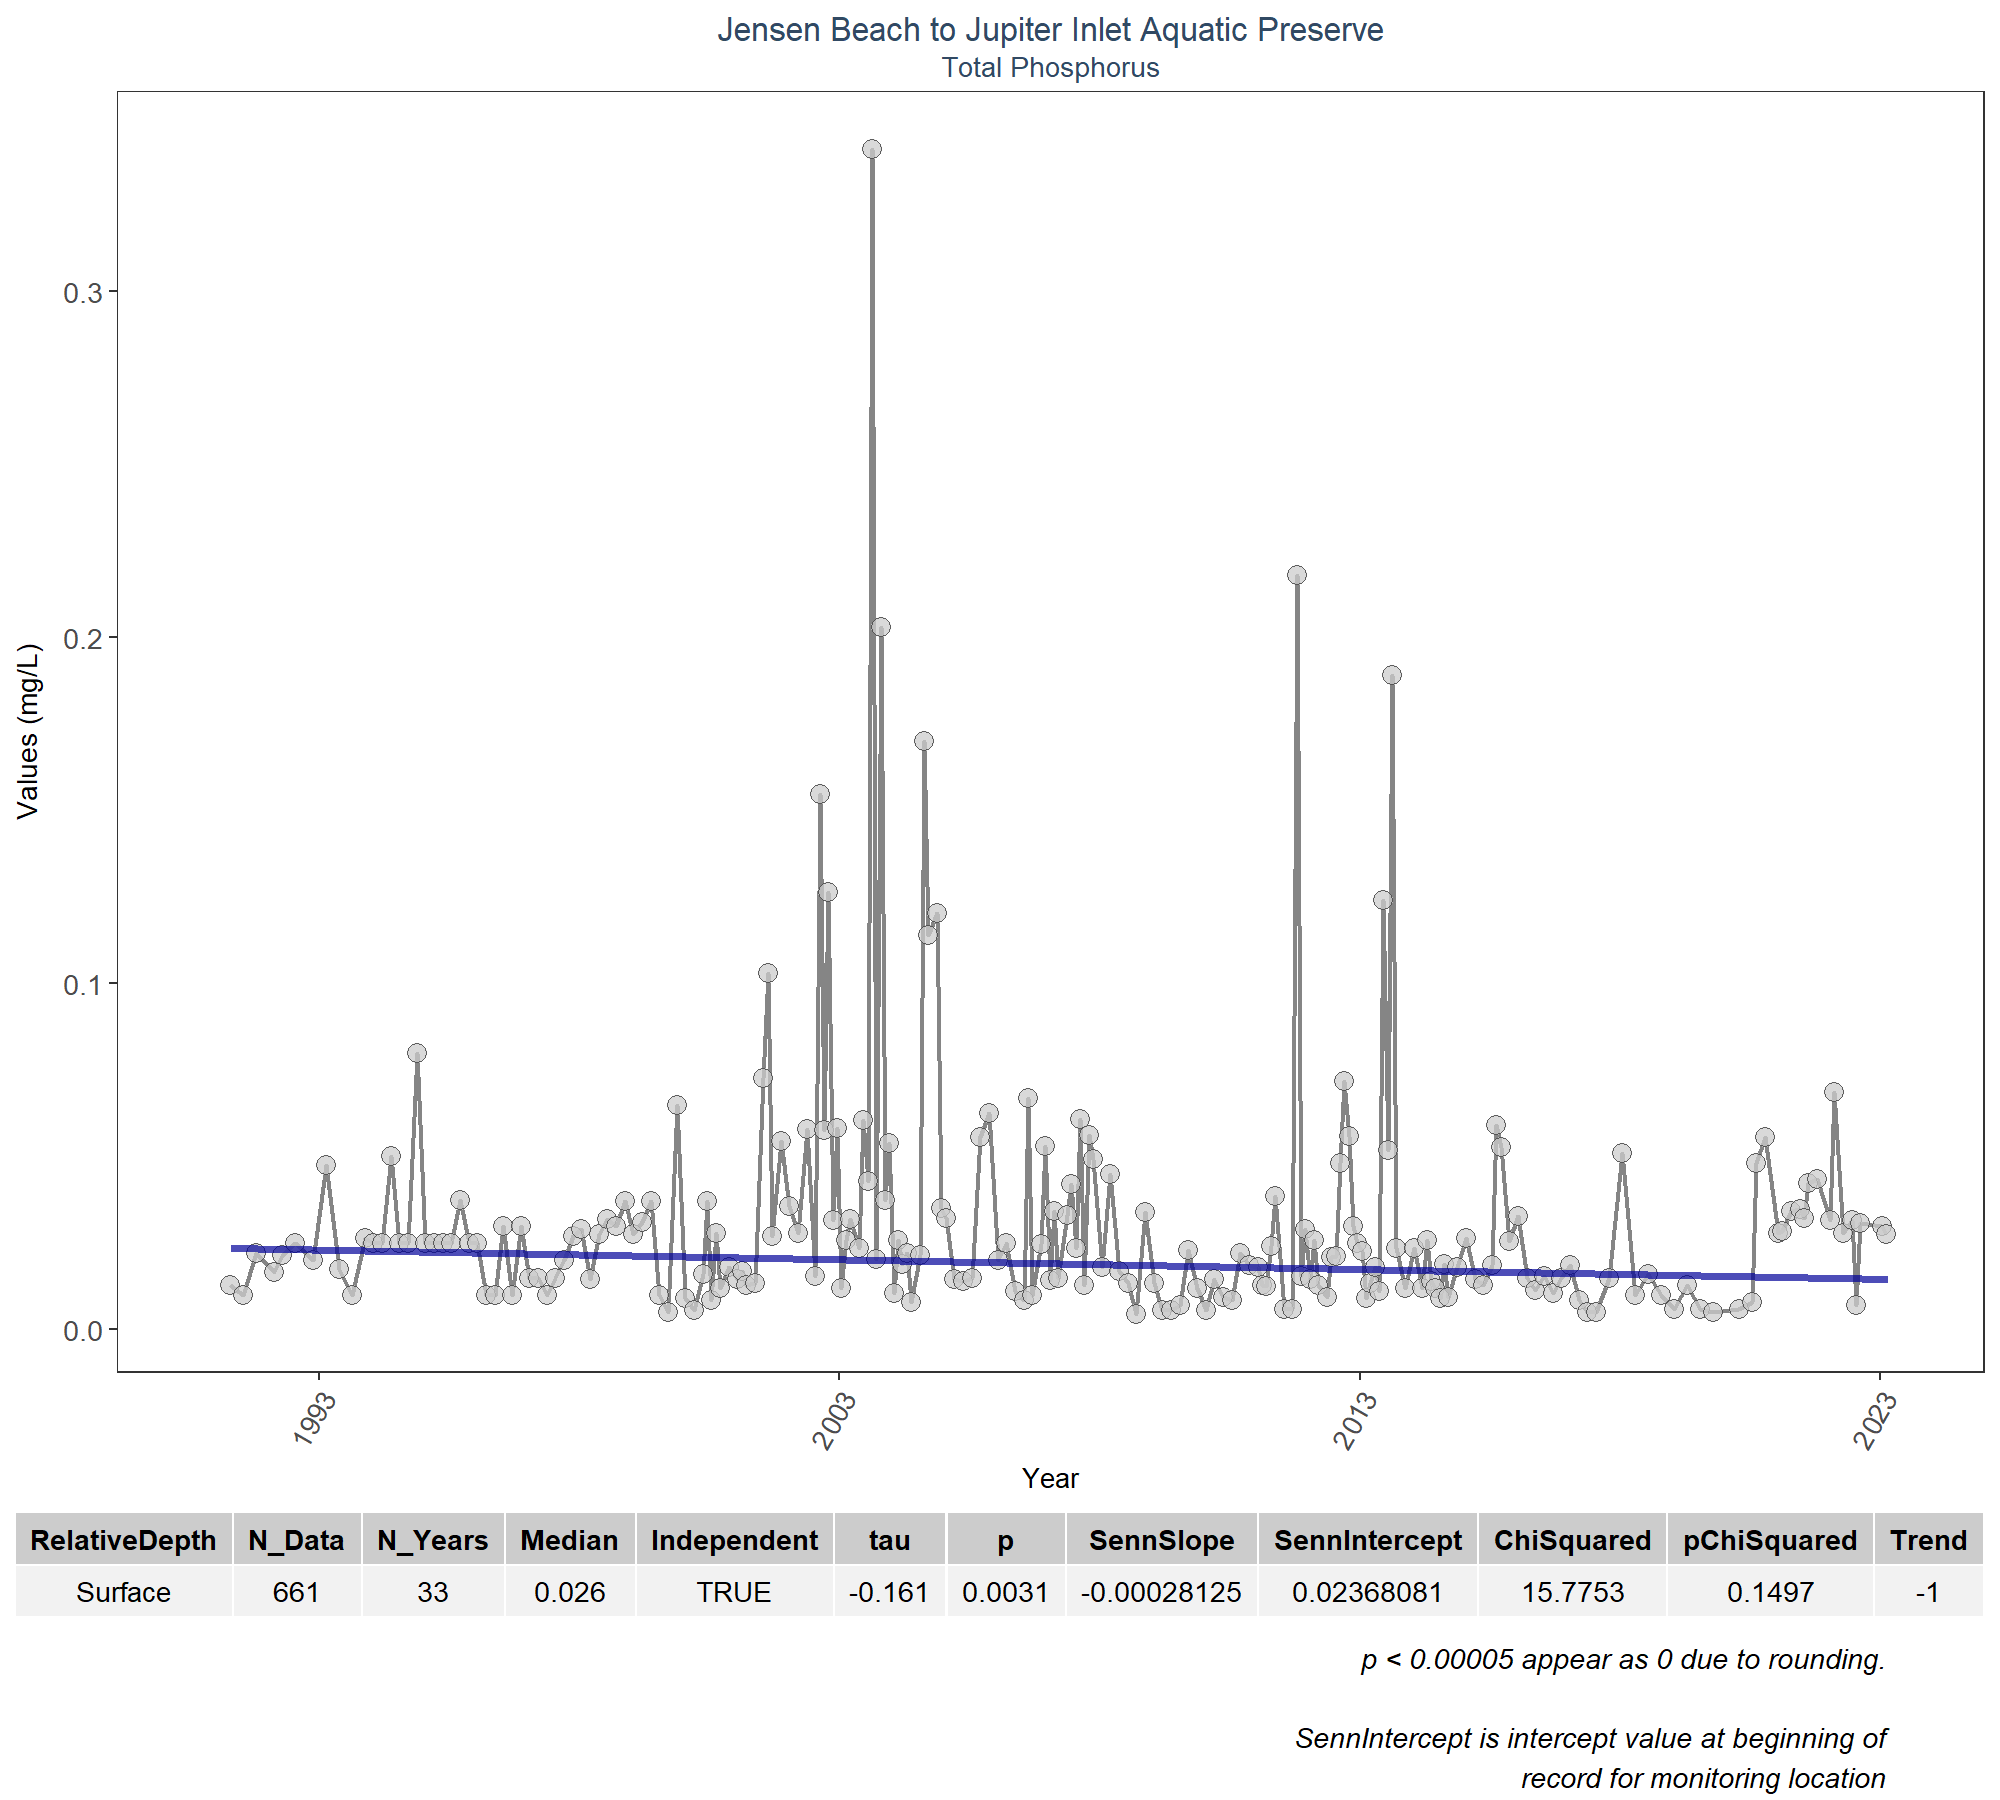 Jensen Beach to Jupiter Inlet Aquatic Preserve
Total Phosphorus
Values (mg/L)
0.3
0.2
0.1
0.0
1993
2003
2013
2023
Year
RelativeDepth N_Data N_Years Median Independent tau p SennSlope SennIntercept ChiSquared pChiSquared Trend
Surface 661 33 0.026 TRUE -0.161 0.0031 -0.00028125 0.02368081 15.7753 0.1497 -1
p < 0.00005 appear as 0 due to rounding.
SennIntercept is intercept value at beginning of
record for monitoring location